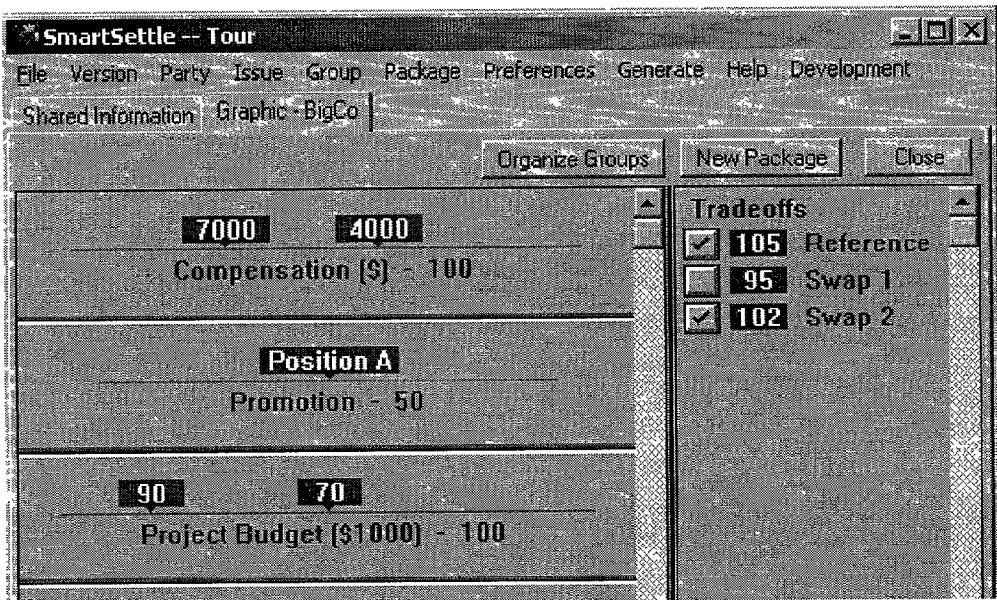 SmartSettle -- Tour
File Version Party Issue Group Package Preferences Generate Help Development
Shared Information Graphic - BigCo
Organize Groups New Package Close
7000 4000
Compensation ($) - 100
Position A
Promotion - 50
90 70
Project Budget ($1000) - 100
Tradeoffs
105 Reference
95 Swap 1
102 Swap 2